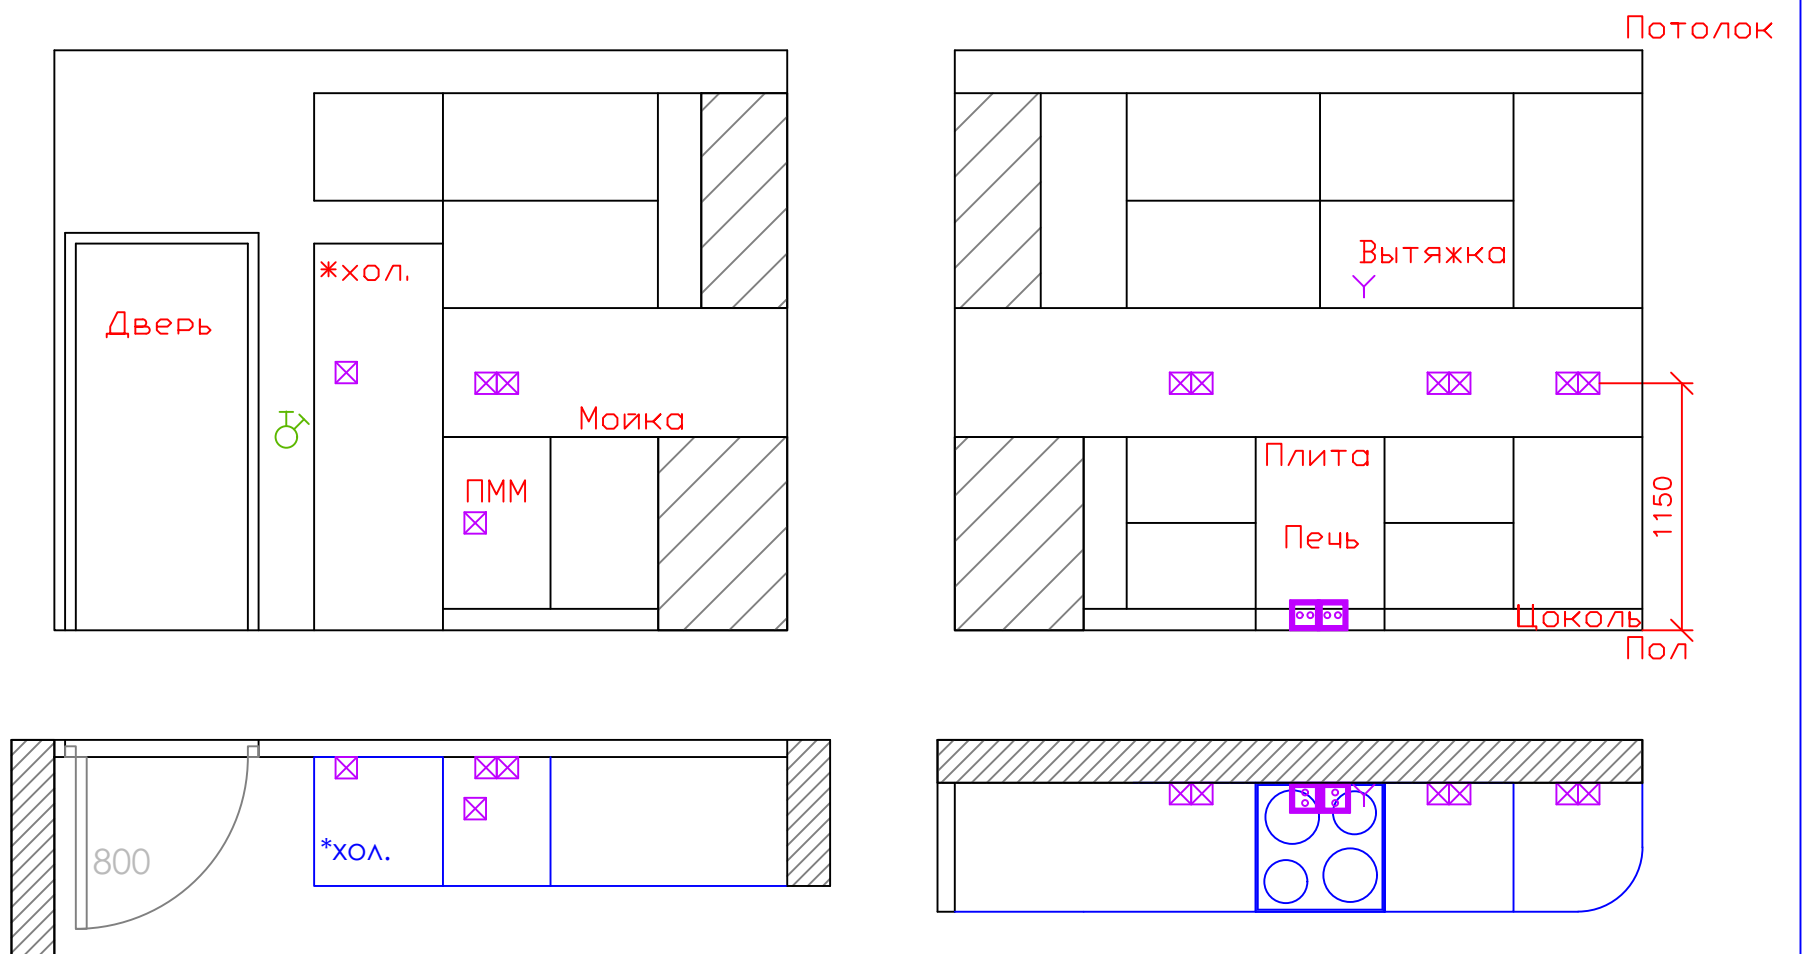 Потолок
Вытяжка
*хол.
Дверь
Мойка
Плита
ПММ
1150
Печь
Цоколь
Пол
*хол.
800